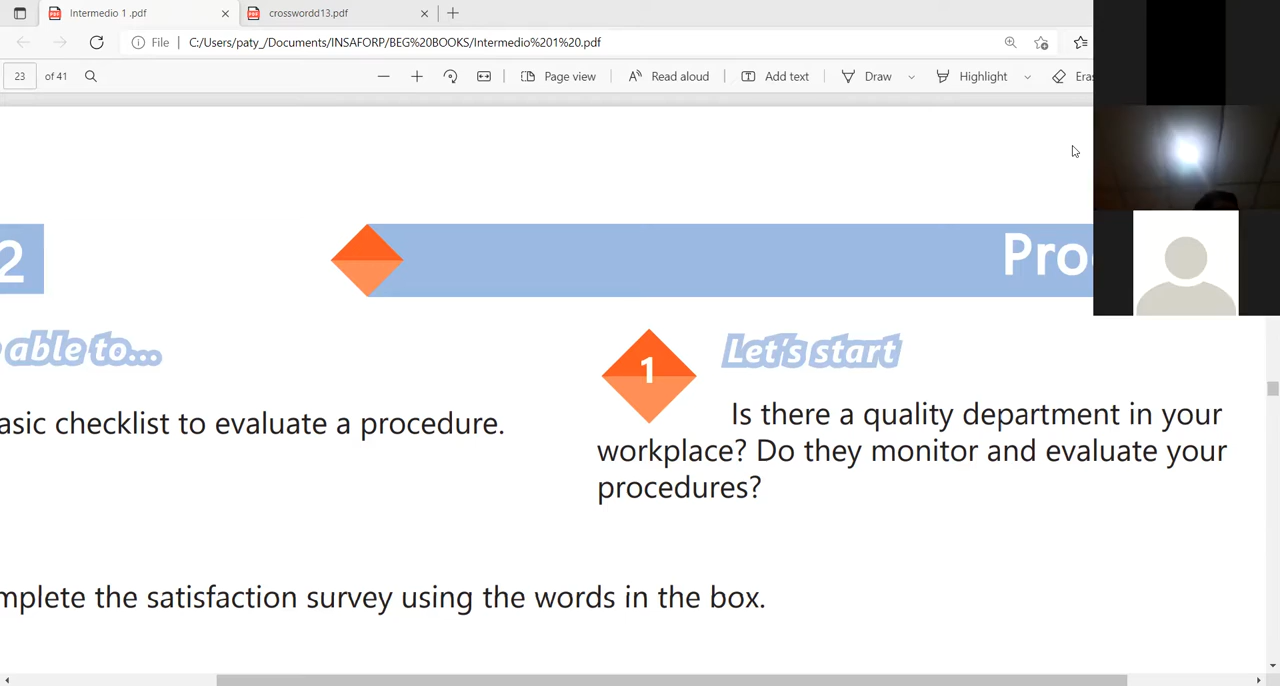 Intermedio 1 .pdf
crosswordd13.pdf
File
C:/Users/paty_/Documents/INSAFORP/BEG%20BOOKS/Intermedio%201%20.pdf
23 of 41
Page view
Read aloud
Add text
Draw
Highlight
Eras
2
Pro
able to...
1
Let's start
Is there a quality department in your
workplace? Do they monitor and evaluate your
procedures?
asic checklist to evaluate a procedure.
mplete the satisfaction survey using the words in the box.